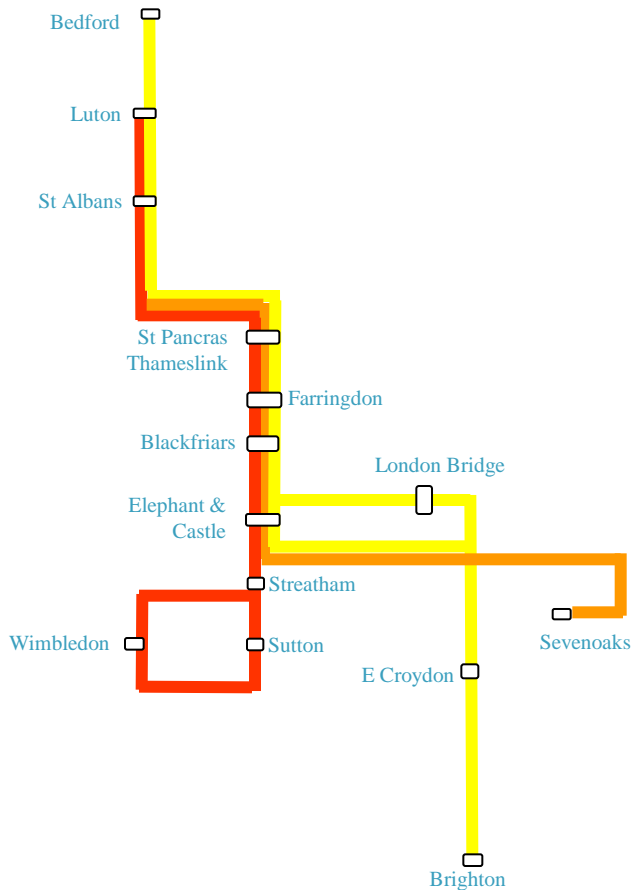 Bedford
Luton
St Albans
St Pancras
Thameslink
Farringdon
Blackfriars
London Bridge
Elephant &
Castle
Streatham
Wimbledon
Sutton
Sevenoaks
E Croydon
Brighton